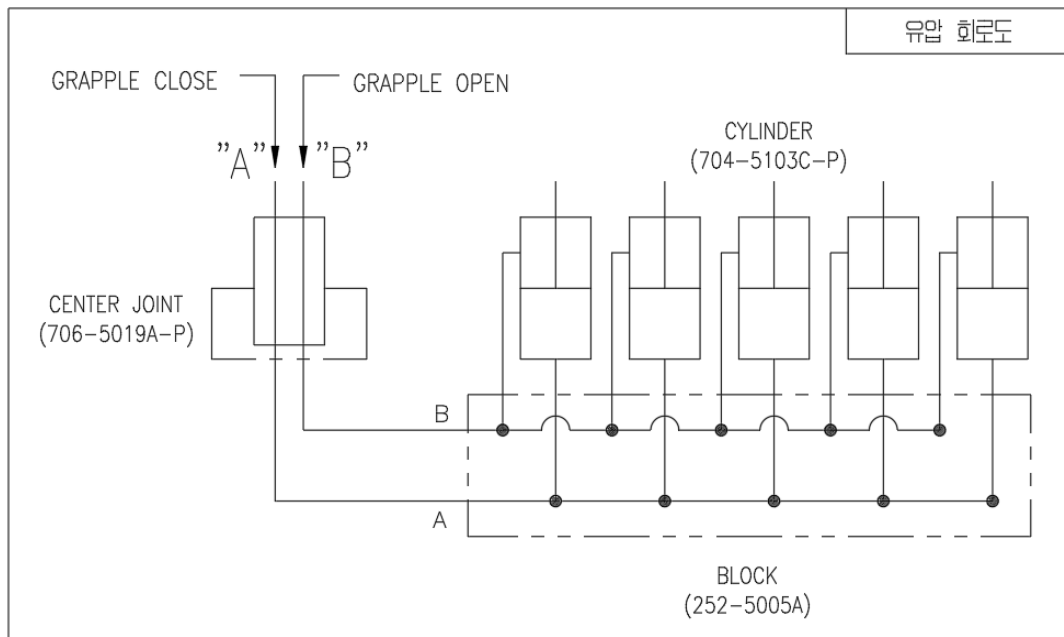 유압 회로도
GRAPPLE CLOSE
GRAPPLE OPEN
"A" "B"
CYLINDER
(704-5103C-P)
CENTER JOINT
(706-5019A-P)
B
A
BLOCK
(252-5005A)